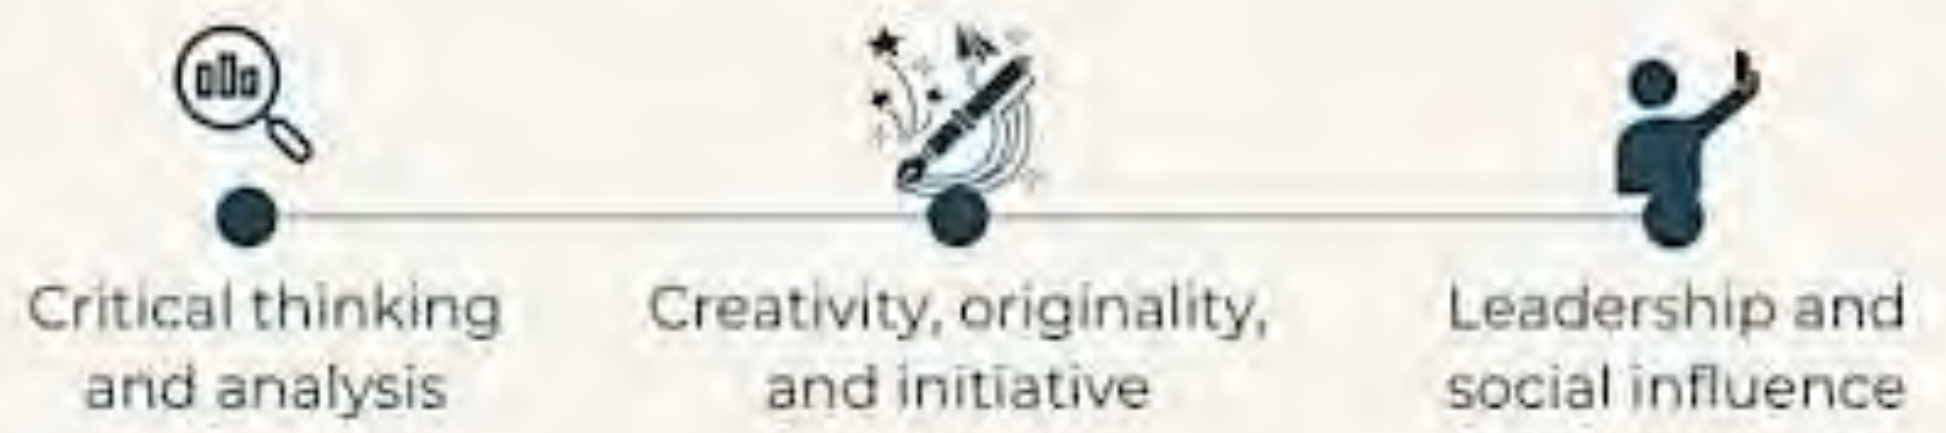 Critical thinking
and analysis
Creativity, originality,
and initiative
Leadership and
social influence